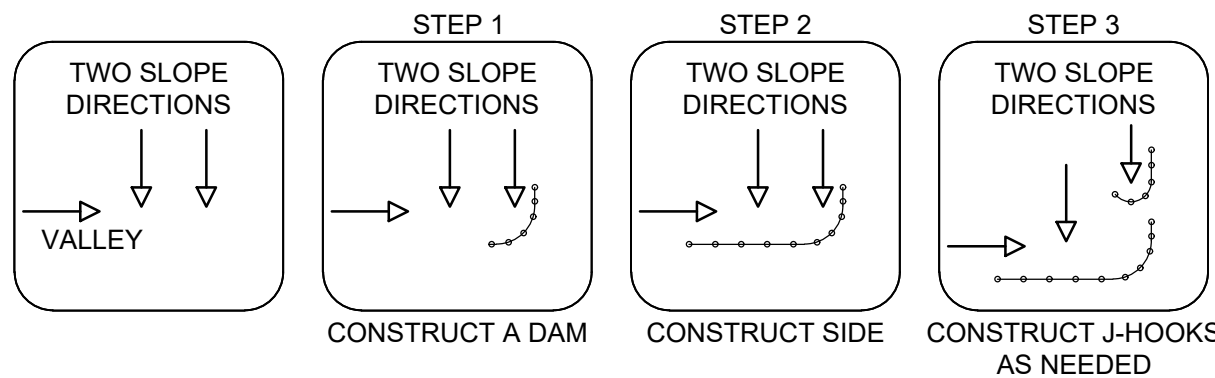 TWO SLOPE
DIRECTIONS
VALLEY
STEP 1
TWO SLOPE
DIRECTIONS
CONSTRUCT A DAM
STEP 2
TWO SLOPE
DIRECTIONS
CONSTRUCT SIDE
STEP 3
TWO SLOPE
DIRECTIONS
CONSTRUCT J-HOOKS
AS NEEDED